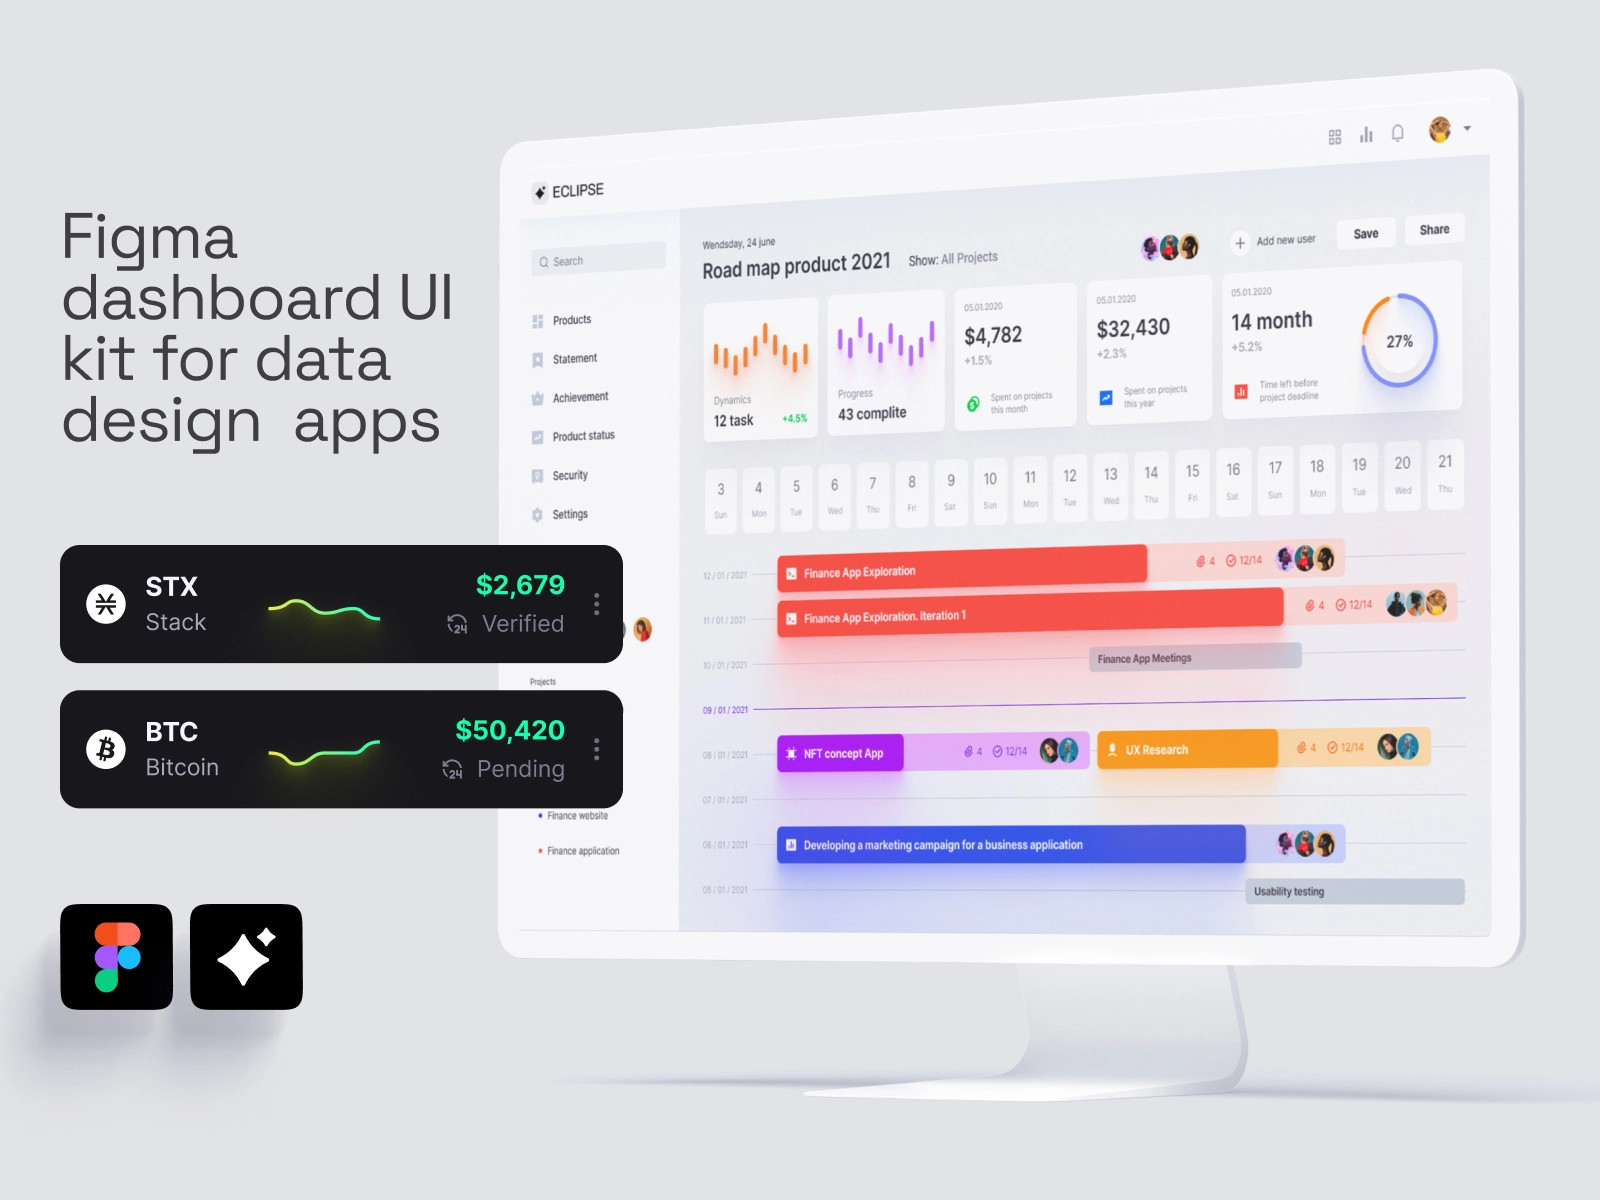 Figma
dashboard UI
kit for data
design apps
STX
Stack
$2,679
24
Verified
BTC
Bitcoin
$50,420
24
Pending
ECLIPSE
Search
Products
Statement
Achievement
Product status
Security
Settings
Projects
Finance website
Finance application
Wendsday, 24 june
Road map product 2021
Show: All Projects
Add new user
Save
Share
Dynamics
12 task
+4.5%
Progress
43 complite
05.01.2020
$4,782
+1.5%
Spent on projects
this month
05.01.2020
$32,430
+2.3%
Spent on projects
this year
05.01.2020
14 month
+5.2%
Time left before
project deadline
27%
3 4 5 6 7 8 9 10 11 12 13 14 15 16 17 18 19 20 21
Sun Mon Tue Wed Thu Fri Sat Sun Mon Tue Wed Thu Fri Sat Sun Mon Tue Wed Thu
12 / 01 / 2021
Finance App Exploration
4 12/14
11 / 01 / 2021
Finance App Exploration. Iteration 1
4 12/14
10 / 01 / 2021
Finance App Meetings
09 / 01 / 2021
08 / 01 / 2021
NFT concept App
4 12/14
UX Research
4 12/14
07 / 01 / 2021
06 / 01 / 2021
Developing a marketing campaign for a business application
05 / 01 / 2021
Usability testing